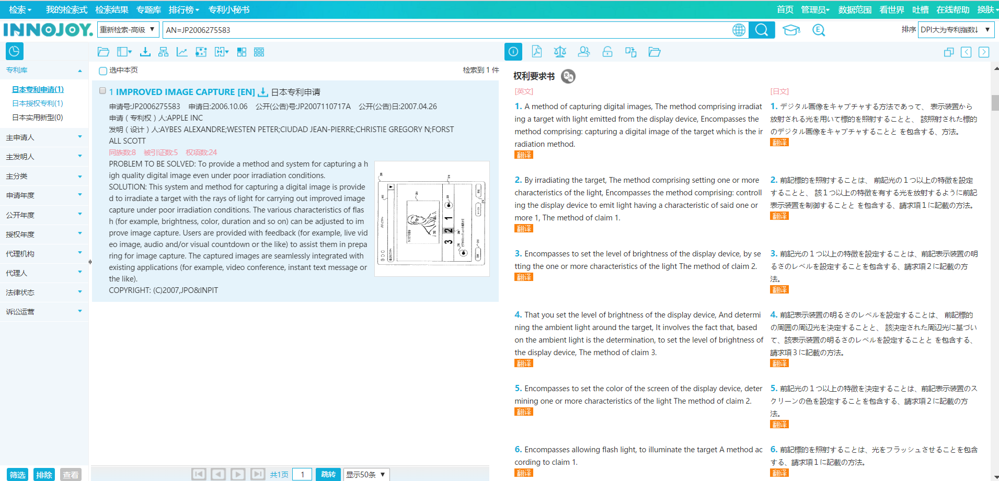 检索 我的检索式 检索结果 专题库 排行榜 专利小秘书 首页 管理员 数据范围 看世界 吐槽 在线帮助 换肤
INNOJOY. 重新检索-高级 ▼ AN=JP2006275583 排序 DPI大为专利指数↓ ▼
专利库
日本专利申请(1)
日本授权专利(1)
日本实用新型(0)
主申请人
主发明人
主分类
申请年度
公开年度
授权年度
代理机构
代理人
法律状态
诉讼运营
筛选 排除 查看
选中本页 检索到 1 件
1 IMPROVED IMAGE CAPTURE [EN] 日本专利申请
申请号:JP2006275583 申请日:2006.10.06 公开(公告)号:JP2007110717A 公开(公告)日:2007.04.26
申请（专利权）人:APPLE INC
发明（设计）人:AYBES ALEXANDRE;WESTEN PETER;CIUDAD JEAN-PIERRE;CHRISTIE GREGORY N;FORST
ALL SCOTT
同族数:8 被引证数:5 权项数:24
PROBLEM TO BE SOLVED: To provide a method and system for capturing a h
igh quality digital image even under poor irradiation conditions.
SOLUTION: This system and method for capturing a digital image is provide
d to irradiate a target with the rays of light for carrying out improved image
capture under poor irradiation conditions. The various characteristics of flas
h (for example, brightness, color, duration and so on) can be adjusted to im
prove image capture. Users are provided with feedback (for example, live vid
eo image, audio and/or visual countdown or the like) to assist them in prepa
ring for image capture. The captured images are seamlessly integrated with
existing applications (for example, video conference, instant text message or
the like).
COPYRIGHT: (C)2007,JPO&INPIT
3 2 1
共1页 1 跳转 显示50条 ▼
权利要求书
[英文]
1. A method of capturing digital images, The method comprising irradiat
ing a target with light emitted from the display device, Encompasses the
method comprising: capturing a digital image of the target which is the ir
radiation method.
翻译
2. By irradiating the target, The method comprising setting one or more
characteristics of the light, Encompasses the method comprising: controll
ing the display device to emit light having a characteristic of said one or
more 1, The method of claim 1.
翻译
3. Encompasses to set the level of brightness of the display device, by se
tting the one or more characteristics of the light The method of claim 2.
翻译
4. That you set the level of brightness of the display device, And determi
ning the ambient light around the target, It involves the fact that, based
on the ambient light is the determination, to set the level of brightness of
the display device, The method of claim 3.
翻译
5. Encompasses to set the color of the screen of the display device, deter
mining one or more characteristics of the light The method of claim 2.
翻译
6. Encompasses allowing flash light, to illuminate the target A method ac
cording to claim 1.
翻译
[日文]
1. デジタル画像をキャプチャする方法であって、 表示装置から
放射される光を用いて標的を照射することと、 該照射された標的
のデジタル画像をキャプチャすることと を包含する、方法。
翻译
2. 前記標的を照射することは、 前記光の１つ以上の特徴を設定
することと、 該１つ以上の特徴を有する光を放射するように前記
表示装置を制御することと を包含する、請求項１に記載の方法。
翻译
3. 前記光の１つ以上の特徴を設定することは、前記表示装置の明
るさのレベルを設定することを包含する、請求項２に記載の方
法。
翻译
4. 前記表示装置の明るさのレベルを設定することは、 前記標的
の周囲の周辺光を決定することと、 該決定された周辺光に基づい
て、該表示装置の明るさのレベルを設定することと を包含する、
請求項３に記載の方法。
翻译
5. 前記光の１つ以上の特徴を決定することは、前記表示装置のス
クリーンの色を設定することを包含する、請求項２に記載の方
法。
翻译
6. 前記標的を照射することは、光をフラッシュさせることを包含
する、請求項１に記載の方法。
翻译